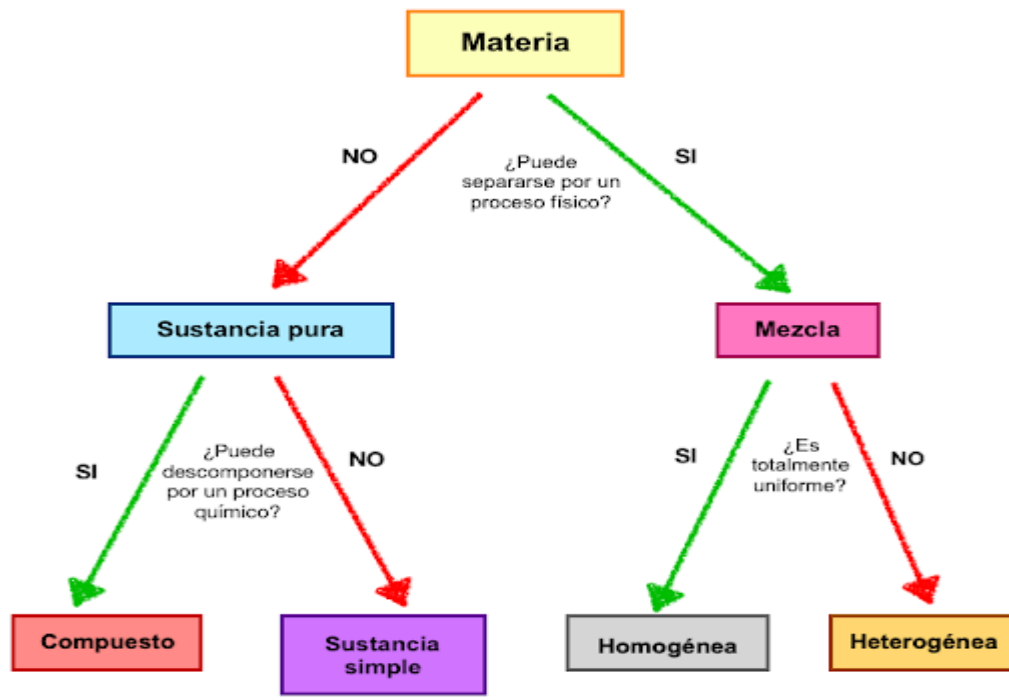 Materia
NO
¿Puede
separarse por un
proceso físico?
SI
Sustancia pura
Mezcla
SI
¿Puede
descomponerse
por un proceso
químico?
NO
SI
¿Es
totalmente
uniforme?
NO
Compuesto
Sustancia
simple
Homogénea
Heterogénea